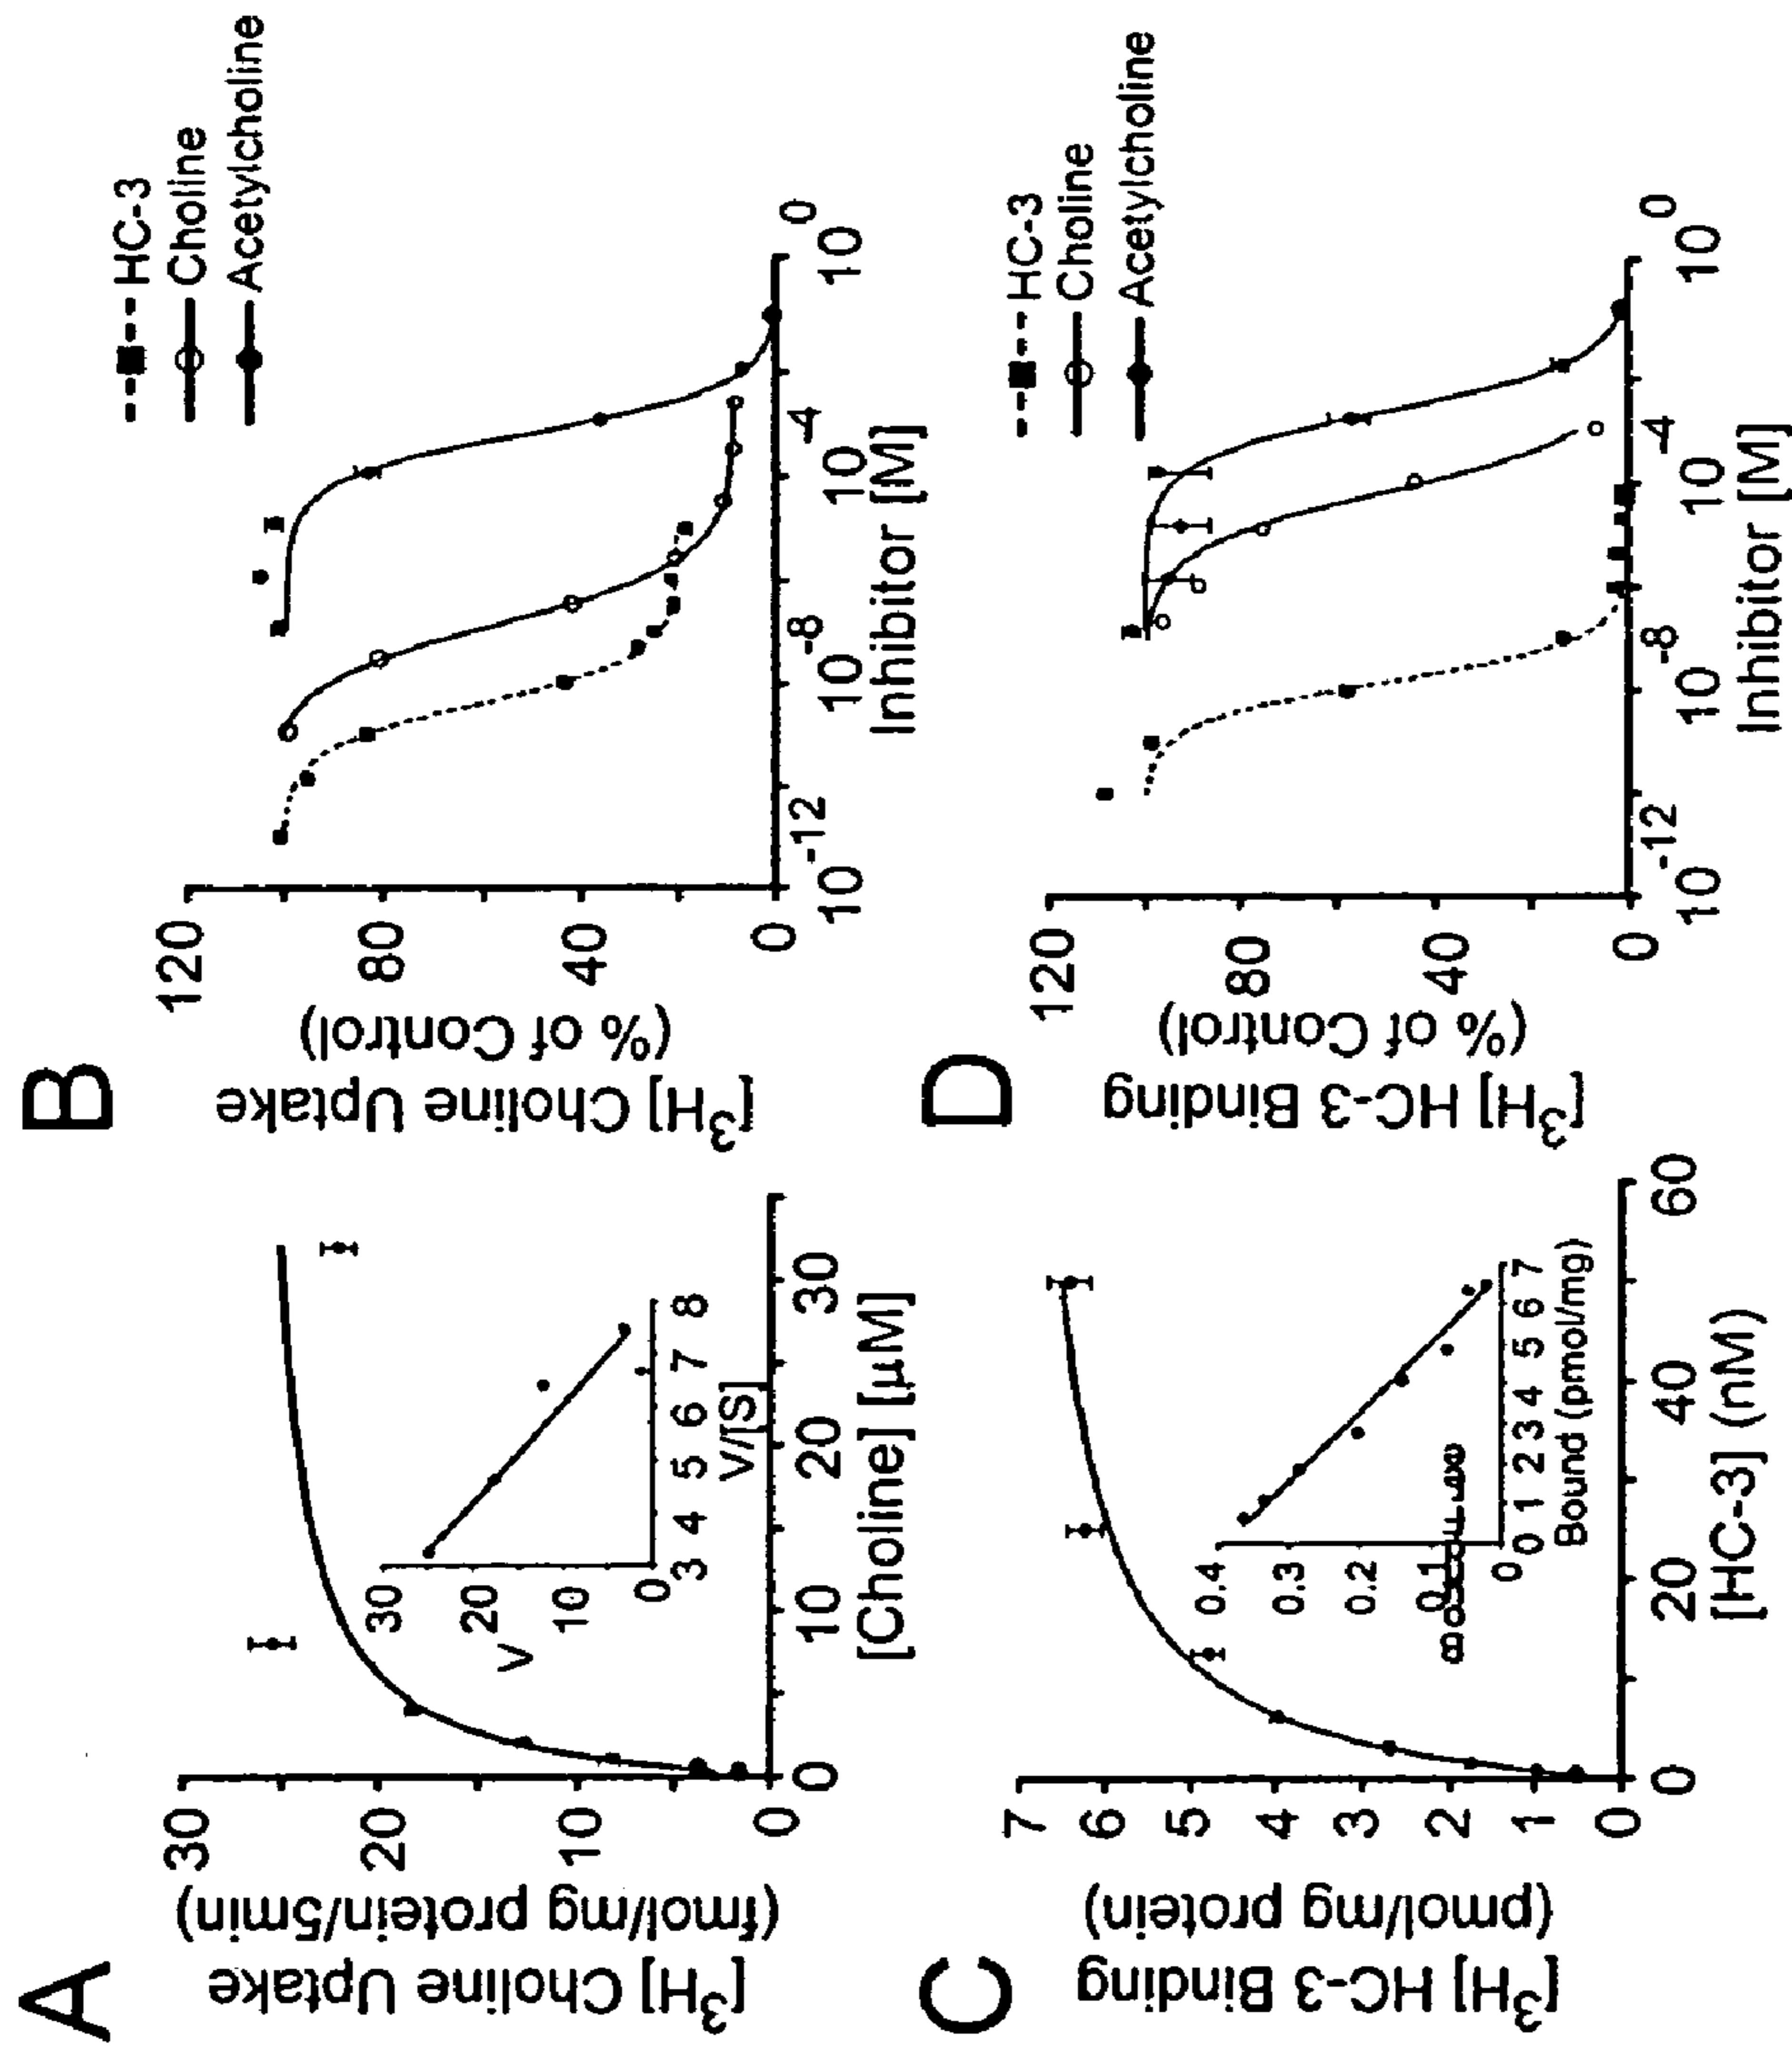 A
[³H] Choline Uptake
(fmol/mg protein/5min)
30
20
10
0
0 10 20 30
[Choline] [µM]
V
30
20
10
0
3 4 5 6 7 8
V/[S]
B
[³H] Choline Uptake
(% of Control)
120
80
40
0
10⁻¹² 10⁻⁸ 10⁻⁴ 10⁰
Inhibitor [M]
HC-3
Choline
Acetylcholine
C
[³H] HC-3 Binding
(pmol/mg protein)
7
6
5
4
3
2
1
0
0 20 40 60
[HC-3] (nM)
0.4
0.3
0.2
0.1
0
0 1 2 3 4 5 6 7
Bound (pmol/mg)
D
[³H] HC-3 Binding
(% of Control)
120
80
40
0
10⁻¹² 10⁻⁸ 10⁻⁴ 10⁰
Inhibitor [M]
HC-3
Choline
Acetylcholine